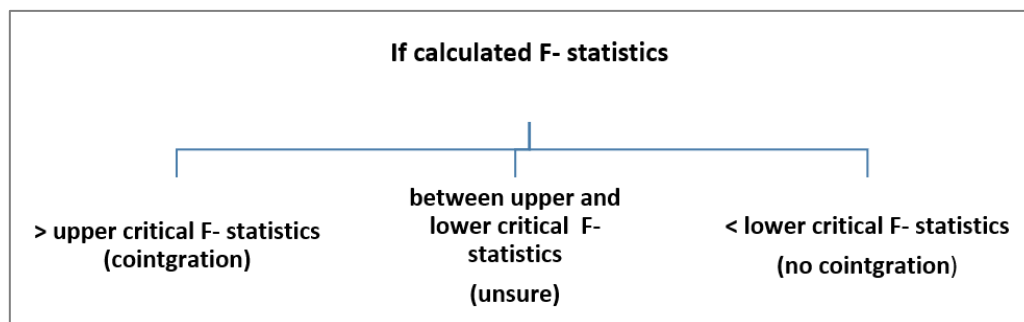 If calculated F- statistics
> upper critical F- statistics
(cointgration)
between upper and
lower critical F-
statistics
(unsure)
< lower critical F- statistics
(no cointgration)